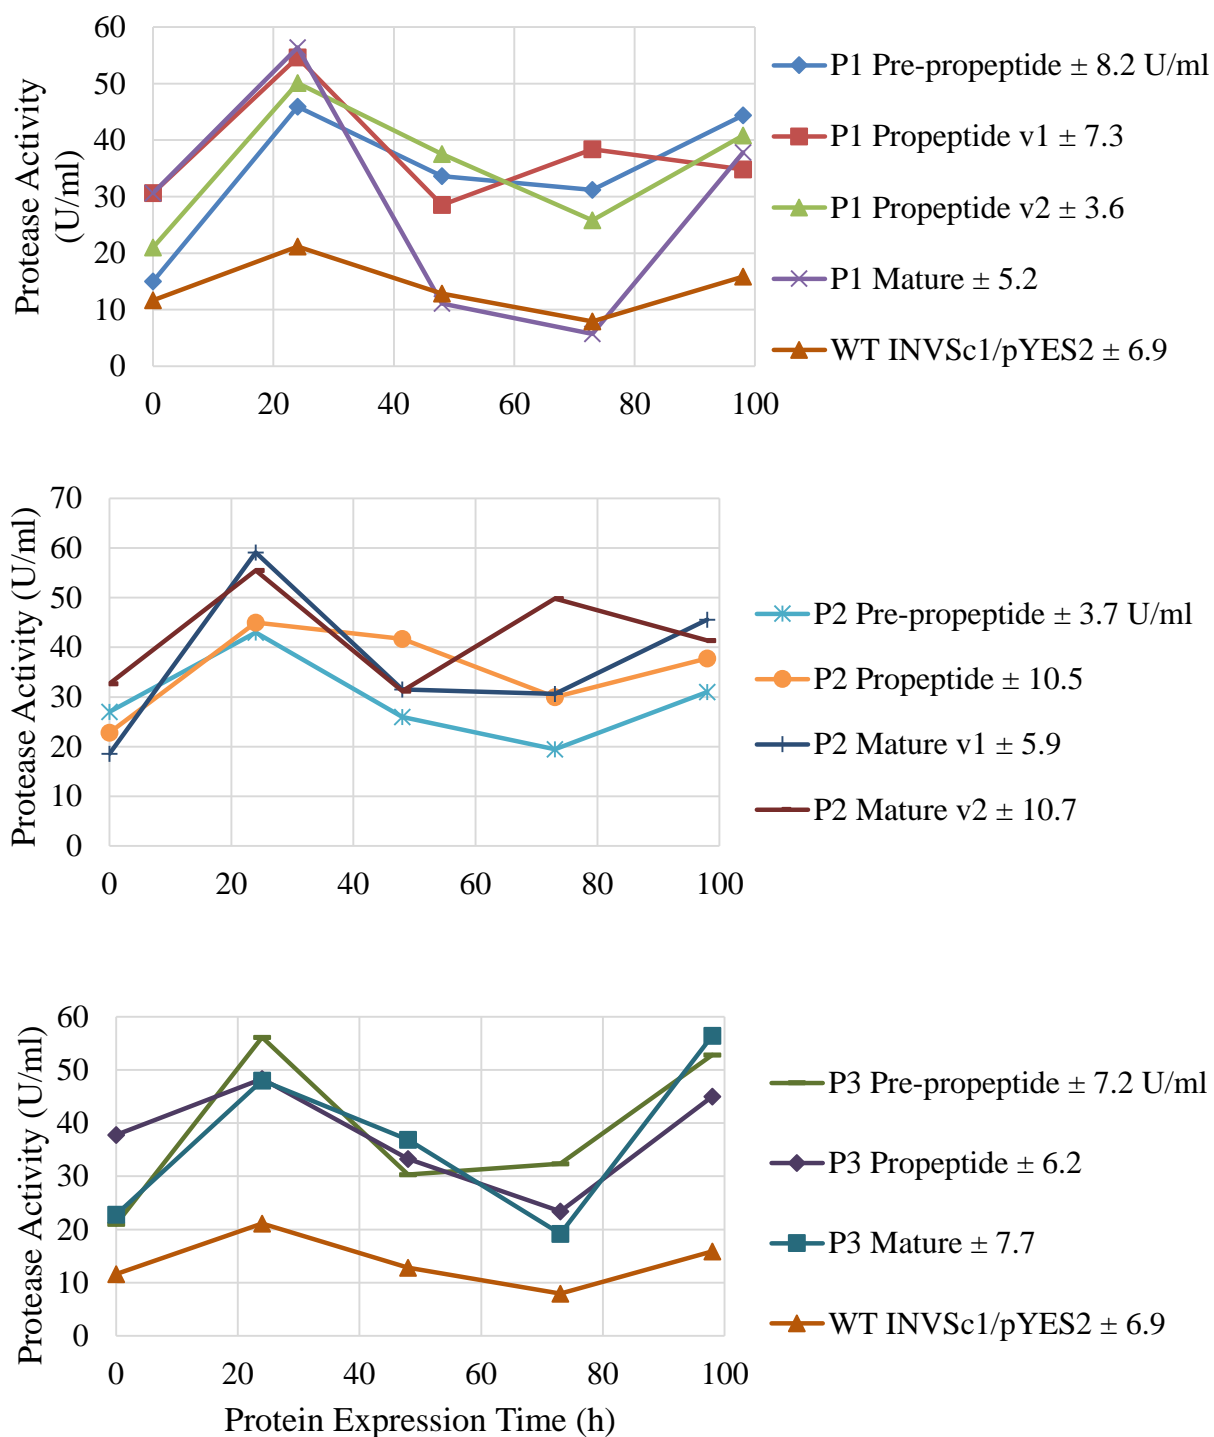 60
50
40
30
20
10
0
0 20 40 60 80 100
Protease Activity
(U/ml)
P1 Pre-propeptide ± 8.2 U/ml
P1 Propeptide v1 ± 7.3
P1 Propeptide v2 ± 3.6
P1 Mature ± 5.2
WT INVSc1/pYES2 ± 6.9
70
60
50
40
30
20
10
0
0 20 40 60 80 100
Protease Activity (U/ml)
P2 Pre-propeptide ± 3.7 U/ml
P2 Propeptide ± 10.5
P2 Mature v1 ± 5.9
P2 Mature v2 ± 10.7
60
50
40
30
20
10
0
0 20 40 60 80 100
Protease Activity (U/ml)
Protein Expression Time (h)
P3 Pre-propeptide ± 7.2 U/ml
P3 Propeptide ± 6.2
P3 Mature ± 7.7
WT INVSc1/pYES2 ± 6.9